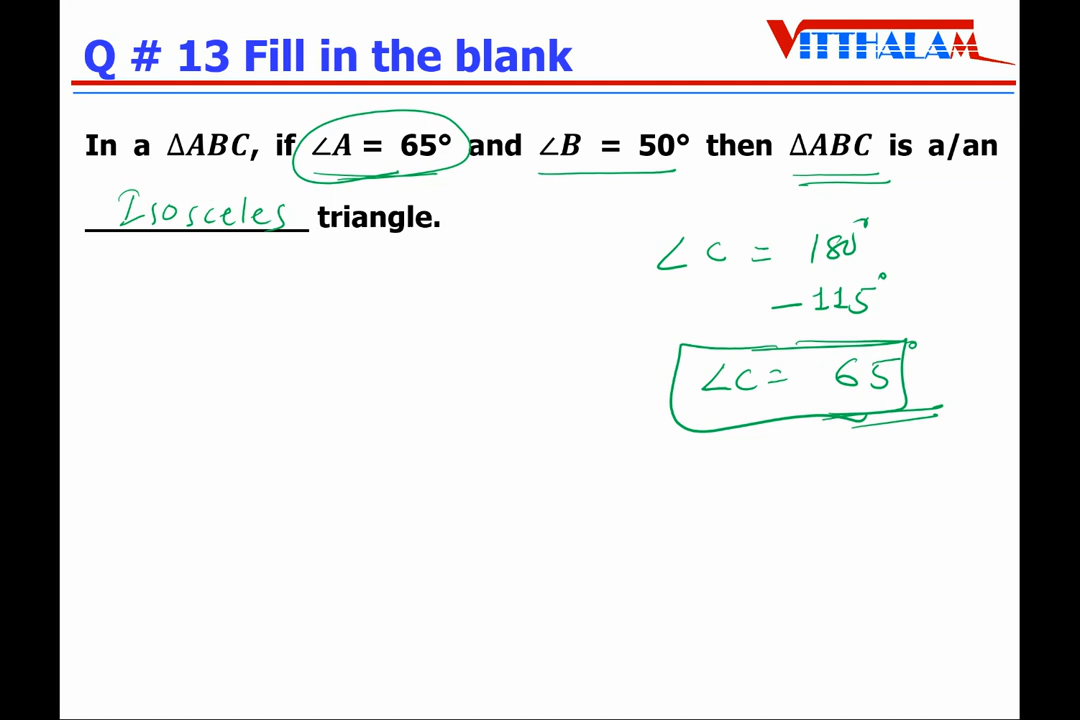 Q # 13 Fill in the blank
VITTHALAM
In a ΔABC, if ∠A = 65° and ∠B = 50° then ΔABC is a/an
Isosceles triangle.
∠C = 180°
– 115°
∠C = 65°